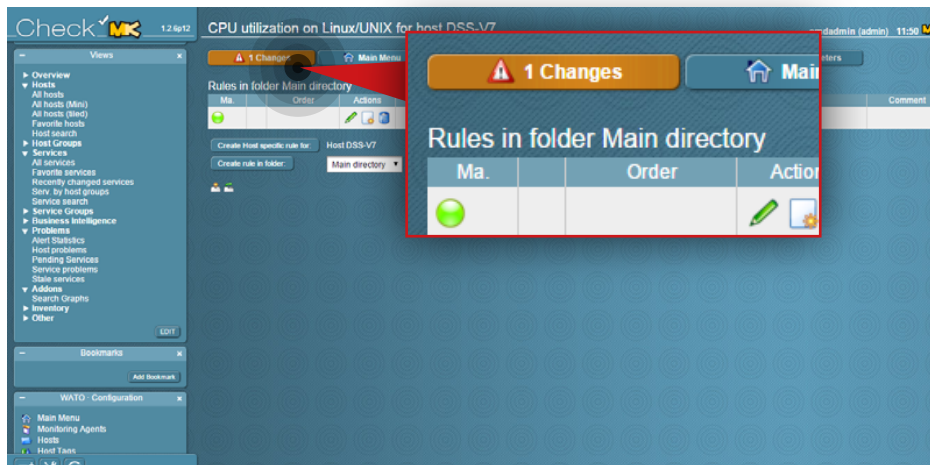 Check MK 1.2.6p12
CPU utilization on Linux/UNIX for host DSS-V7
(admin) 11:50
Views
Overview
Hosts
All hosts
All hosts (Mini)
All hosts (tiled)
Favorite hosts
Host search
Host Groups
Services
All services
Favorite services
Recently changed services
Serv. by host groups
Service search
Service Groups
Business Intelligence
Problems
Alert Statistics
Host problems
Pending Services
Service problems
Stale services
Addons
Search Graphs
Inventory
Other
EDIT
Bookmarks
Add Bookmark
WATO · Configuration
Main Menu
Monitoring Agents
Hosts
Host Tags
1 Changes Main Menu
Rules in folder Main directory
Ma. Order Actions Comment
Create Host specific rule for: Host DSS-V7
Create rule in folder: Main directory
1 Changes Mai
Rules in folder Main directory
Ma. Order Action